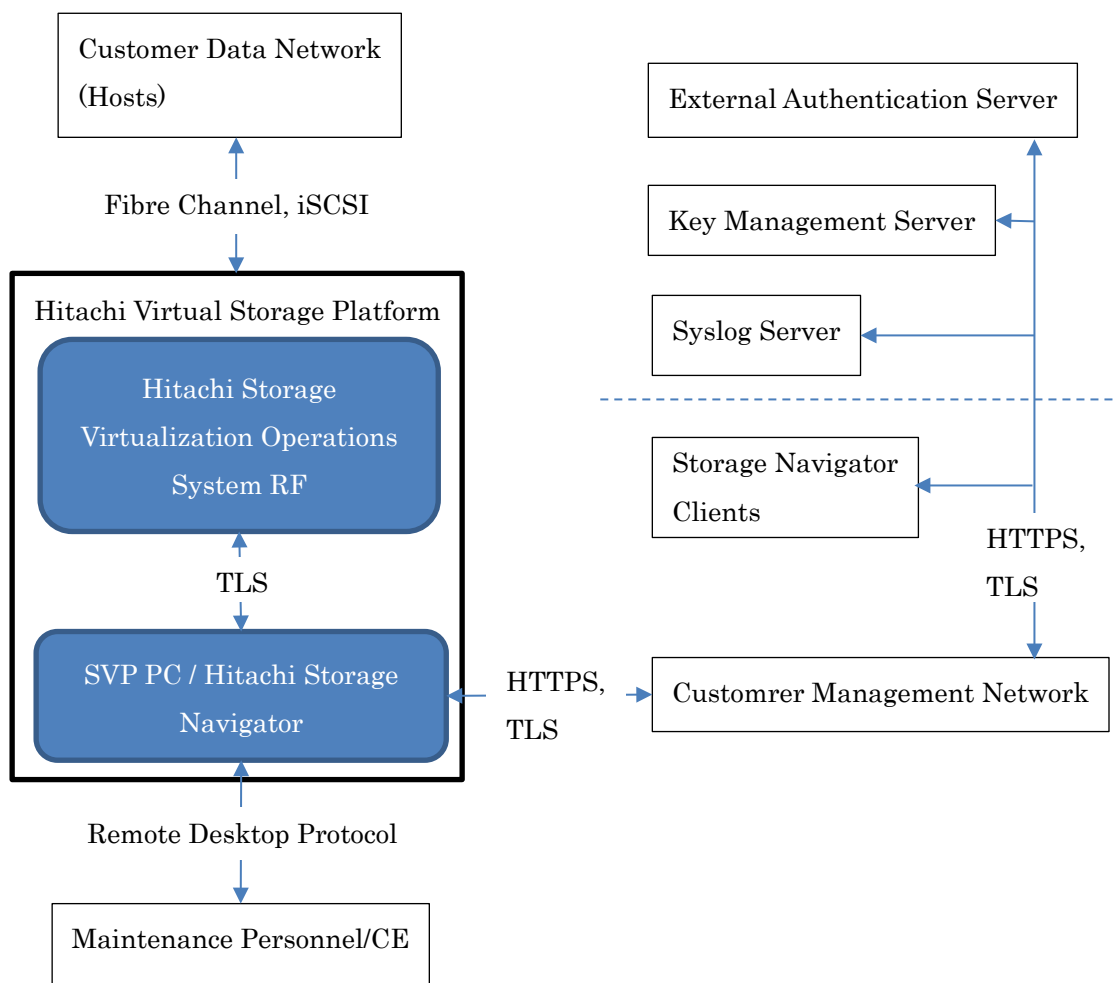 Customer Data Network
(Hosts)
Fibre Channel, iSCSI
Hitachi Virtual Storage Platform
Hitachi Storage
Virtualization Operations
System RF
TLS
SVP PC / Hitachi Storage
Navigator
Remote Desktop Protocol
Maintenance Personnel/CE
HTTPS,
TLS
External Authentication Server
Key Management Server
Syslog Server
Storage Navigator
Clients
HTTPS,
TLS
Customrer Management Network